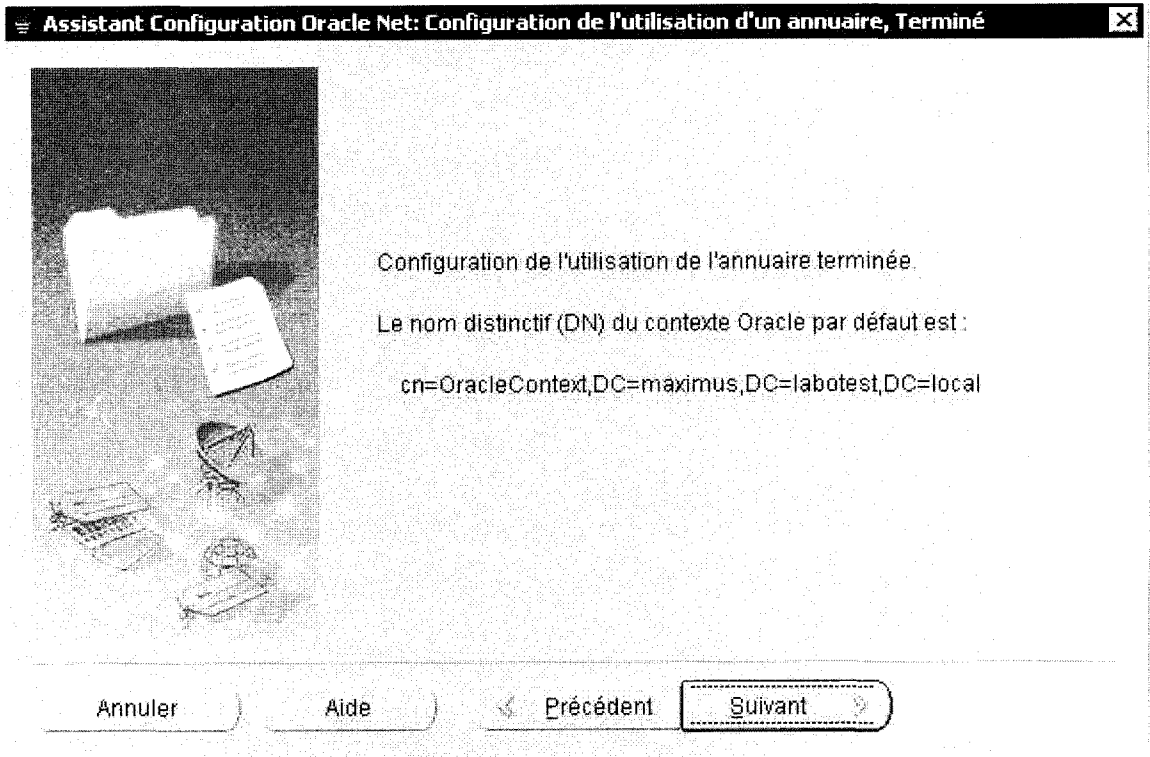 Assistant Configuration Oracle Net: Configuration de l'utilisation d'un annuaire, Terminé
Configuration de l'utilisation de l'annuaire terminée.
Le nom distinctif (DN) du contexte Oracle par défaut est :
cn=OracleContext,DC=maximus,DC=labotest,DC=local
Annuler
Aide
Précédent
Suivant